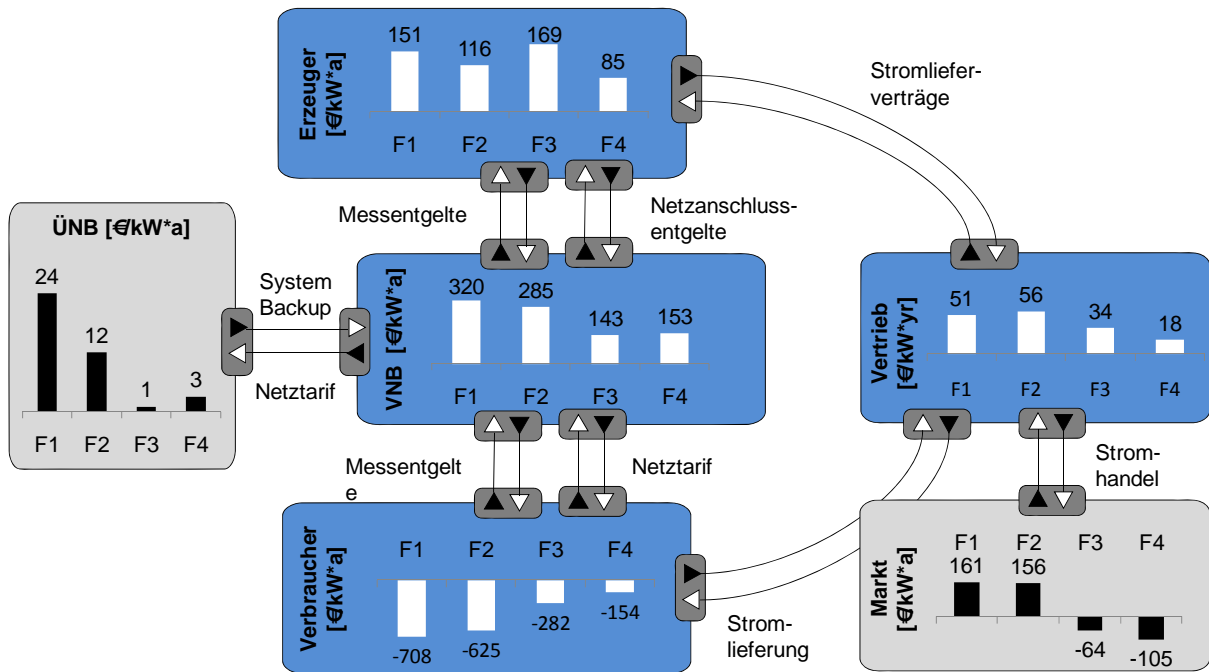 Erzeuger
[€/kW*a]
151
116
169
85
F1
F2
F3
F4
Stromliefer-
verträge
Messentgelte
Netzanschluss-
entgelte
ÜNB [€/kW*a]
24
12
1
3
F1
F2
F3
F4
System
Backup
Netztarif
VNB [€/kW*a]
320
285
143
153
F1
F2
F3
F4
Vertrieb
[€/kW*yr]
51
56
34
18
F1
F2
F3
F4
Messentgelt
e
Netztarif
Strom-
handel
Verbraucher
[€/kW*a]
F1
F2
F3
F4
-708
-625
-282
-154
Strom-
lieferung
Markt
[€/kW*a]
F1
F2
F3
F4
161
156
-64
-105